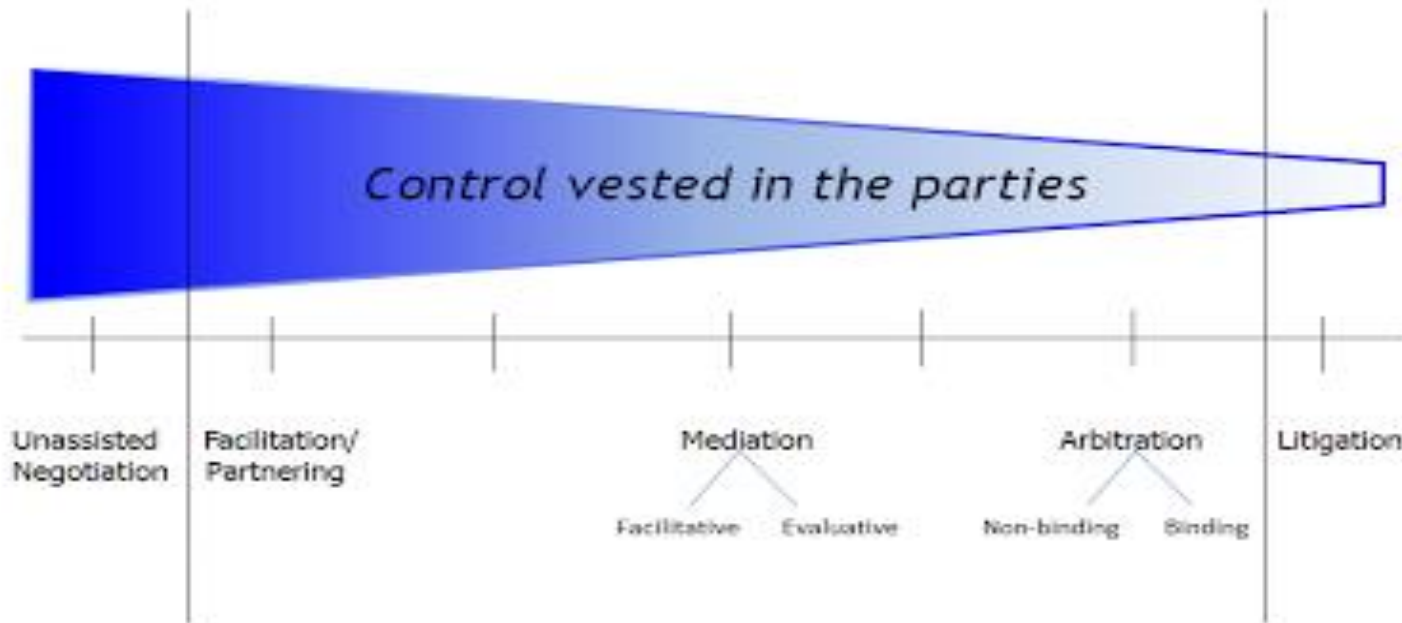 Control vested in the parties
Unassisted
Negotiation
Facilitation/
Partnering
Mediation
Facilitative
Evaluative
Arbitration
Non-binding
Binding
Litigation